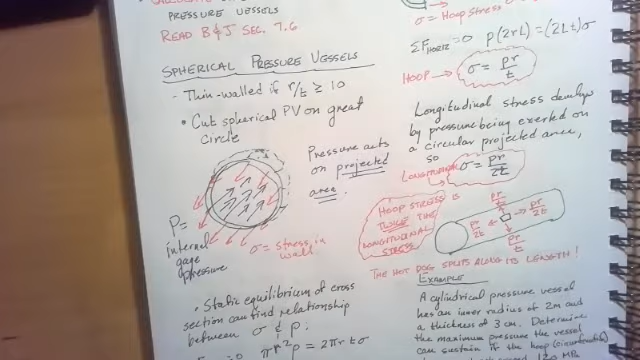 PRESSURE VESSELS
READ B&J SEC. 7.6
SPHERICAL PRESSURE VESSELS
- Thin-walled if r/t ≥ 10
• Cut spherical PV on great
circle
Pressure acts
on projected
area.
P =
internal
gage
pressure
σ = stress in
wall
• Static equilibrium of cross
section can find relationship
between σ & P.
πr²p = 2πrtσ
σ = Hoop Stress
ΣF_HORIZ = 0 p(2rL) = (2Lt)σ
HOOP → σ = pr/t
Longitudinal stress develops
by pressure being exerted on
a circular projected area,
so
LONGITUDINAL → σ = pr/2t
HOOP STRESS IS
TWICE THE
LONGITUDINAL
STRESS
pr/t
pr/2t
pr/2t
pr/t
THE HOT DOG SPLITS ALONG ITS LENGTH!
EXAMPLE
A cylindrical pressure vessel
has an inner radius of 2m and
a thickness of 3 cm. Determine
the maximum pressure the vessel
can sustain if the hoop (circumferential)